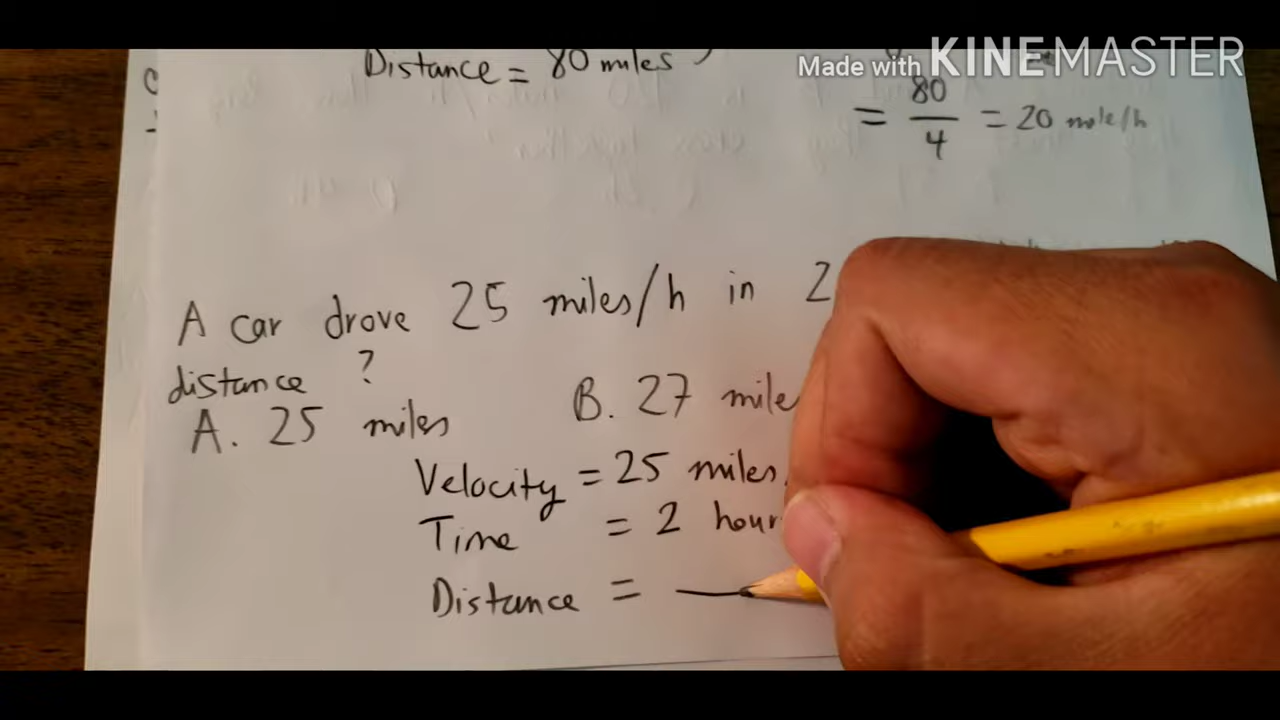 Distance = 80 miles
Made with KINEMASTER
= 80/4 = 20 mole/h
A car drove 25 miles/h in 2
distance ?
A. 25 miles B. 27 mile
Velocity = 25 miles
Time = 2 hour
Distance =